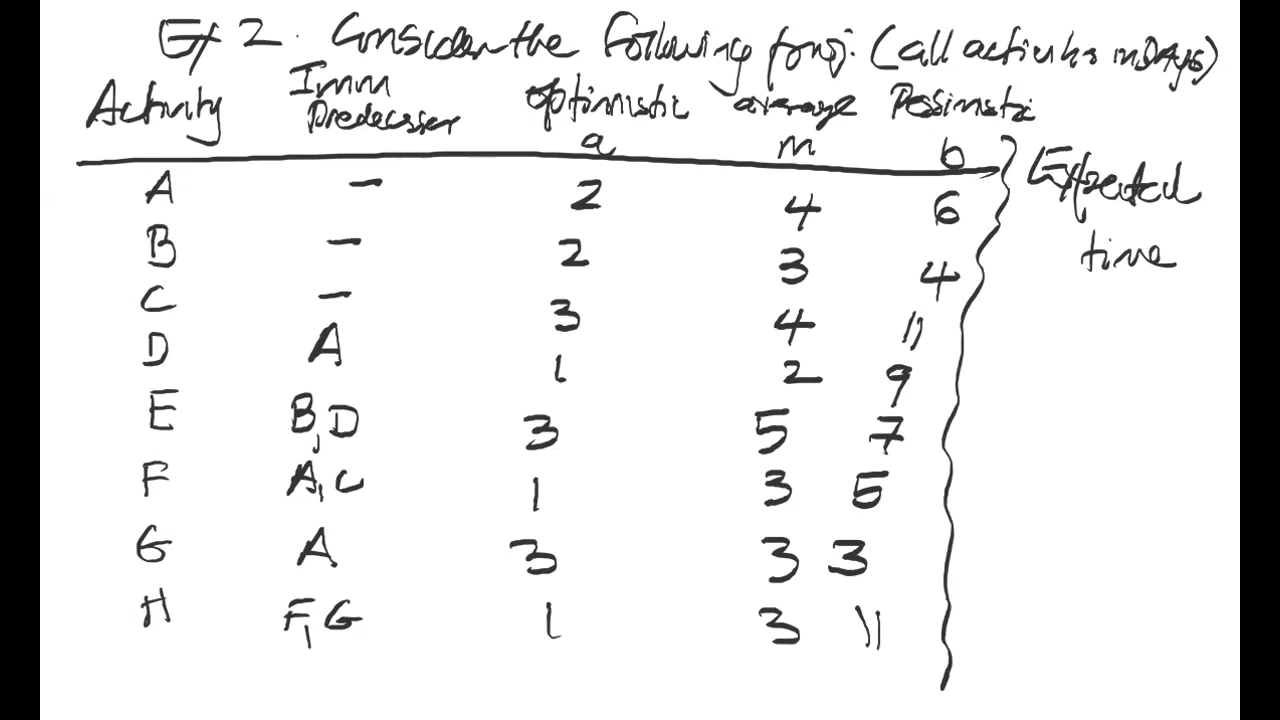 Ex 2. Consider the following proj: (all activities in Days)
Activity Imm Predecessor optimistic a average m Pessimistic b Expected time
A – 2 4 6
B – 2 3 4
C – 3 4 11
D A 1 2 9
E B, D 3 5 7
F A, C 1 3 5
G A 3 3 3
H F, G 1 3 11